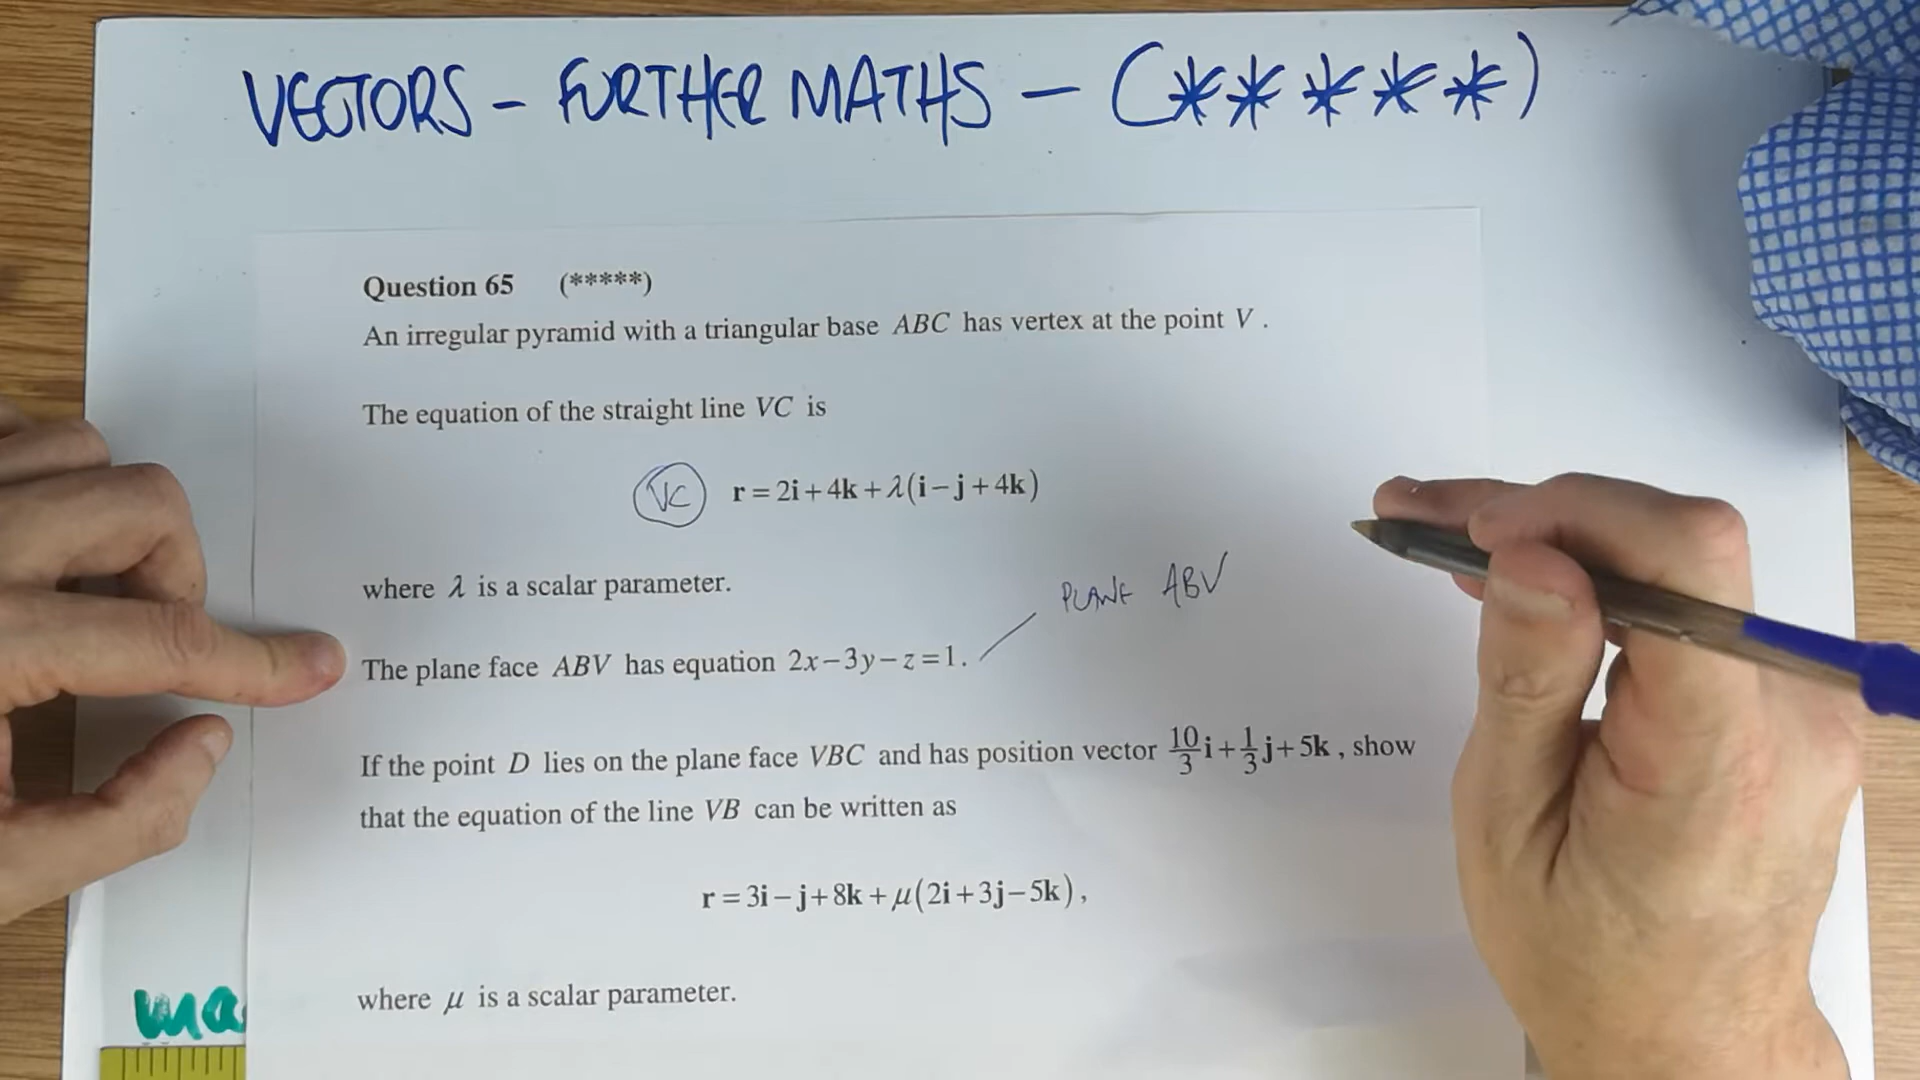 VECTORS - FURTHER MATHS - (*****)
Question 65 (*****)
An irregular pyramid with a triangular base ABC has vertex at the point V.
The equation of the straight line VC is
VC r = 2i + 4k + λ(i − j + 4k)
where λ is a scalar parameter.
PLANE ABV
The plane face ABV has equation 2x − 3y − z = 1.
If the point D lies on the plane face VBC and has position vector 10/3 i + 1/3 j + 5k, show
that the equation of the line VB can be written as
r = 3i − j + 8k + μ(2i + 3j − 5k),
where μ is a scalar parameter.